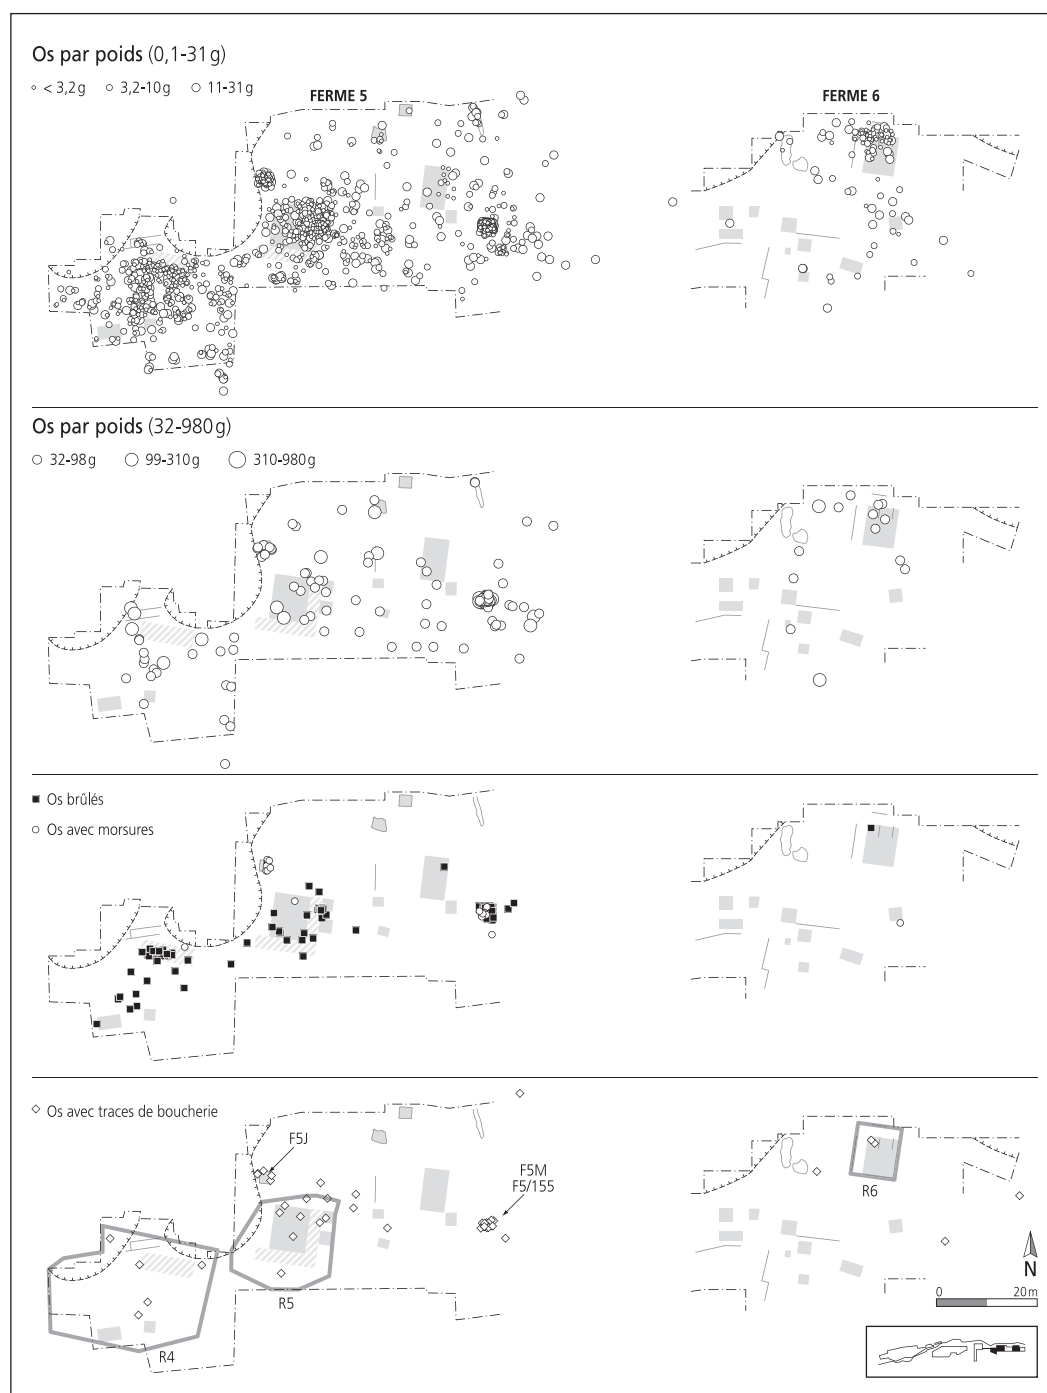 Os par poids (0,1-31 g)
< 3,2 g 3,2-10 g 11-31 g
FERME 5 FERME 6
Os par poids (32-980 g)
32-98 g 99-310 g 310-980 g
Os brûlés
Os avec morsures
Os avec traces de boucherie
F5J
F5M
F5/155
R6
R5
R4
N
0 20 m